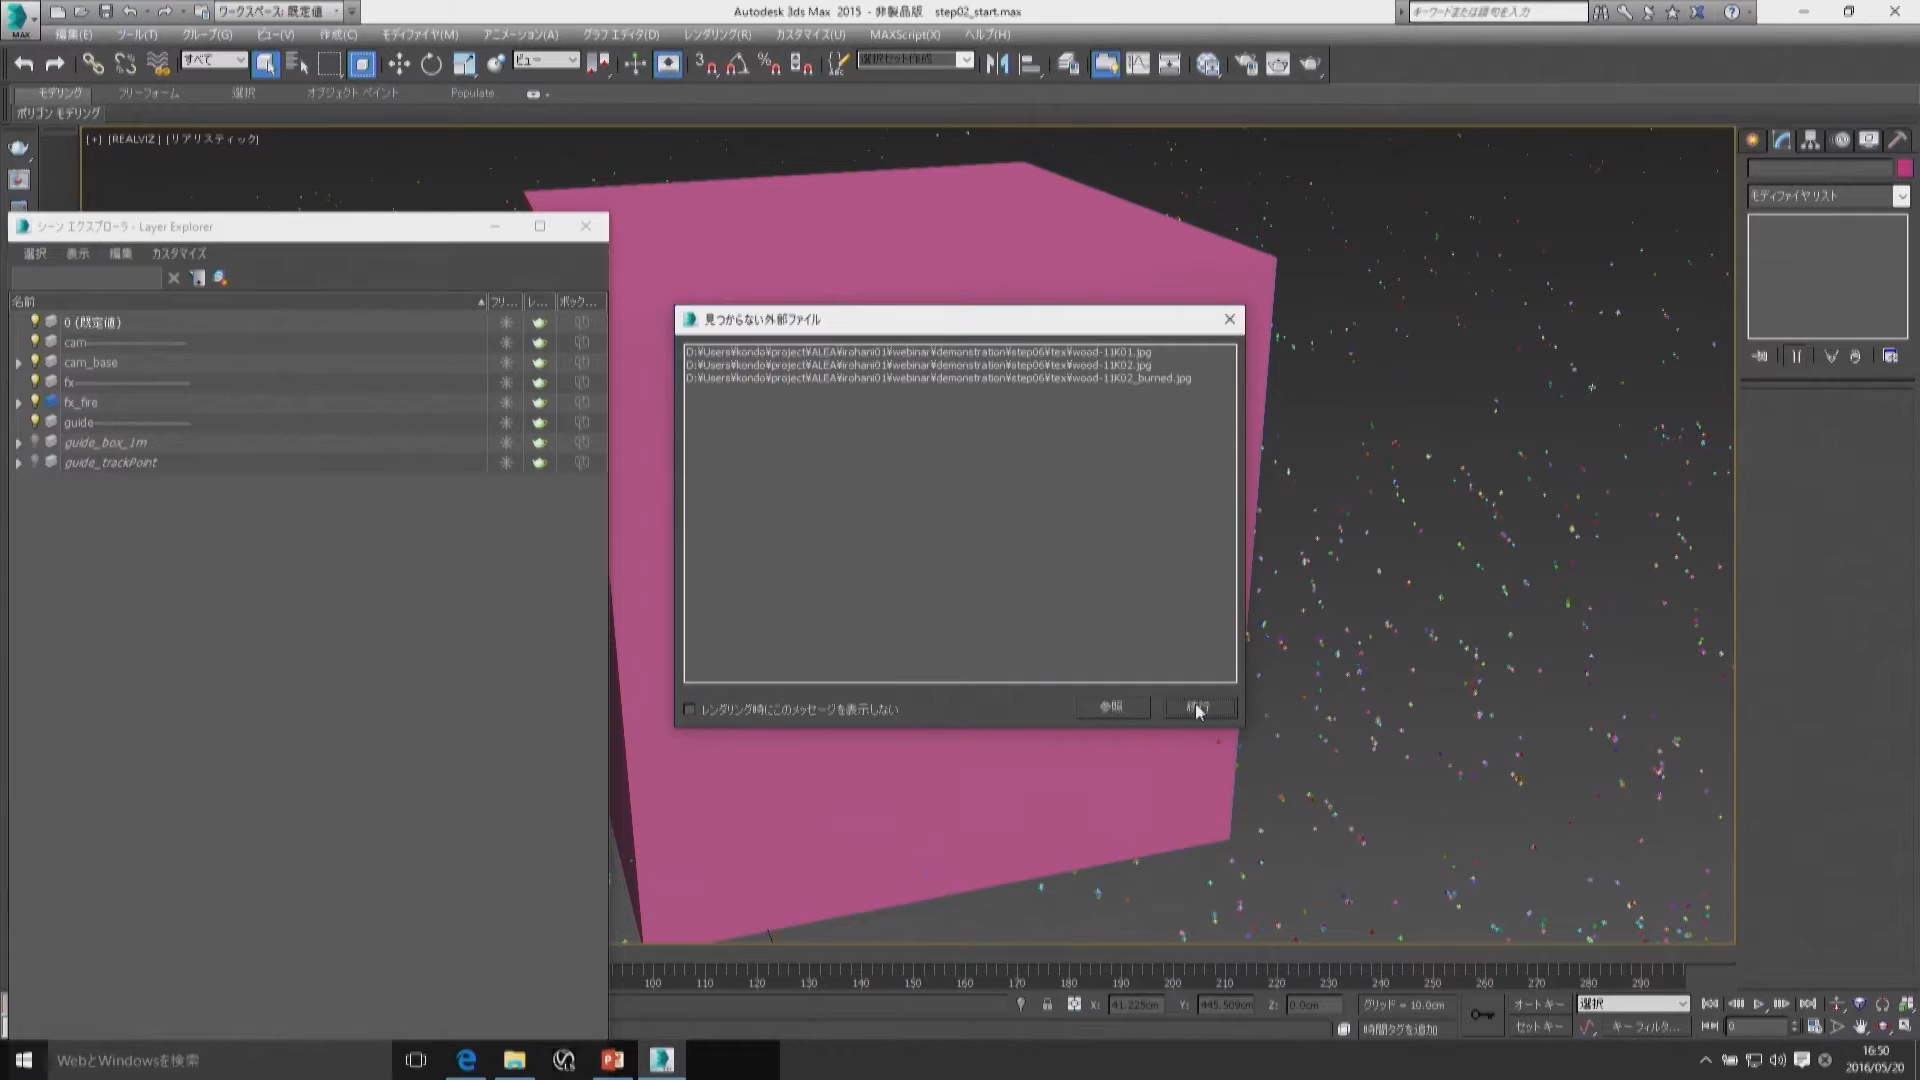 ワークスペース: 既定値
Autodesk 3ds Max 2015 - 非製品版 step02_start.max
キーワードまたは語句を入力
MAX
編集(E) ツール(T) グループ(G) ビュー(V) 作成(C) モディファイヤ(M) アニメーション(A) グラフ エディタ(D) レンダリング(R) カスタマイズ(U) MAXScript(X) ヘルプ(H)
すべて ビュー 選択セット作成
モデリング フリーフォーム 選択 オブジェクト ペイント Populate
ポリゴン モデリング
[+] [REALVIZ] [リアリスティック]
モディファイヤ リスト
シーン エクスプローラ - Layer Explorer
選択 表示 編集 カスタマイズ
名前 フリ... レ... ボック...
0 (既定値)
cam
cam_base
fx
fx_fire
guide
guide_box_1m
guide_trackPoint
見つからない外部ファイル
D:¥Users¥kondo¥project¥ALEA¥irohani01¥webinar¥demonstration¥step06¥tex¥wood-11K01.jpg
D:¥Users¥kondo¥project¥ALEA¥irohani01¥webinar¥demonstration¥step06¥tex¥wood-11K02.jpg
D:¥Users¥kondo¥project¥ALEA¥irohani01¥webinar¥demonstration¥step06¥tex¥wood-11K02_burned.jpg
レンダリング時にこのメッセージを表示しない 参照
100 110 120 130 140 150 160 170 180 190 200 210 220 230 240 250 260 270 280 290
X: 41.225cm Y: 445.509cm Z: 0.0cm グリッド = 10.0cm オート キー 選択
時間タグを追加 セット キー キー フィルタ... 0
WebとWindowsを検索
16:50
2016/05/20